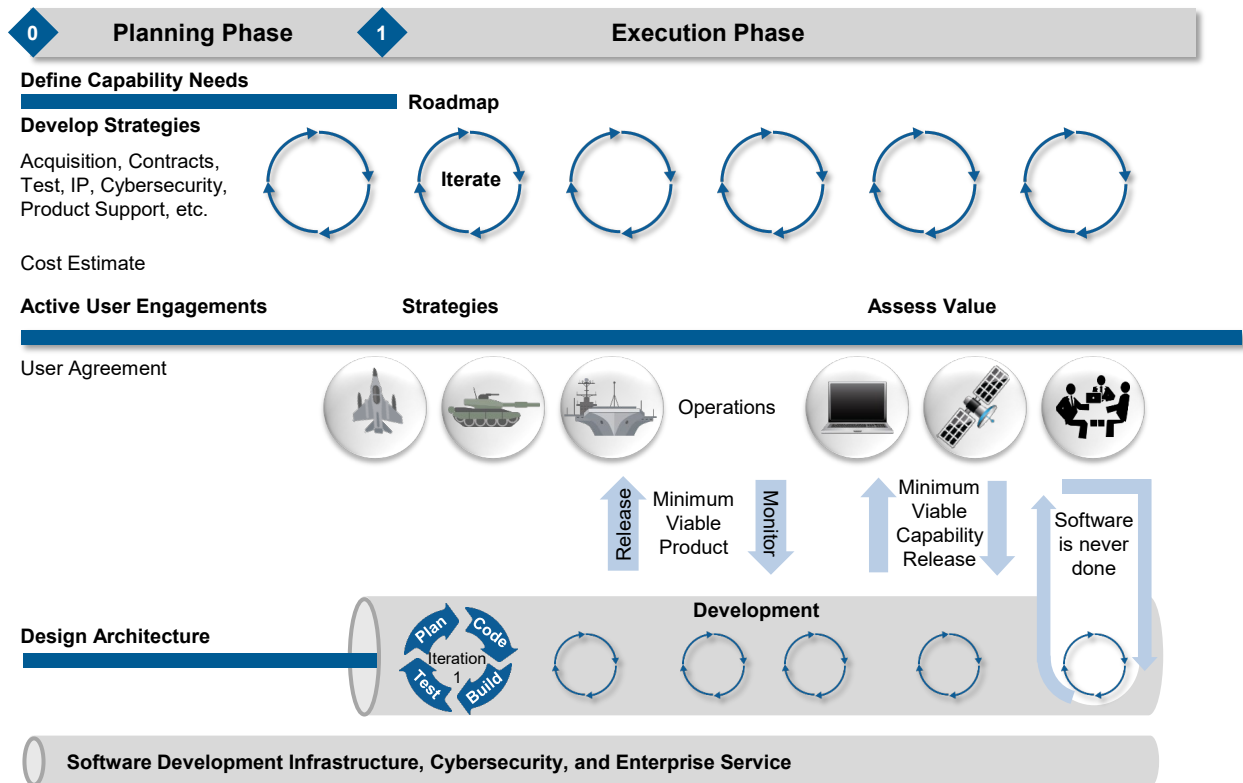 0
Planning Phase
1
Execution Phase
Define Capability Needs
Roadmap
Develop Strategies
Acquisition, Contracts,
Test, IP, Cybersecurity,
Product Support, etc.
Iterate
Cost Estimate
Active User Engagements
Strategies
Assess Value
User Agreement
Operations
Release
Minimum
Viable
Product
Monitor
Minimum
Viable
Capability
Release
Software
is never
done
Development
Design Architecture
Plan
Code
Iteration
1
Test
Build
Software Development Infrastructure, Cybersecurity, and Enterprise Service